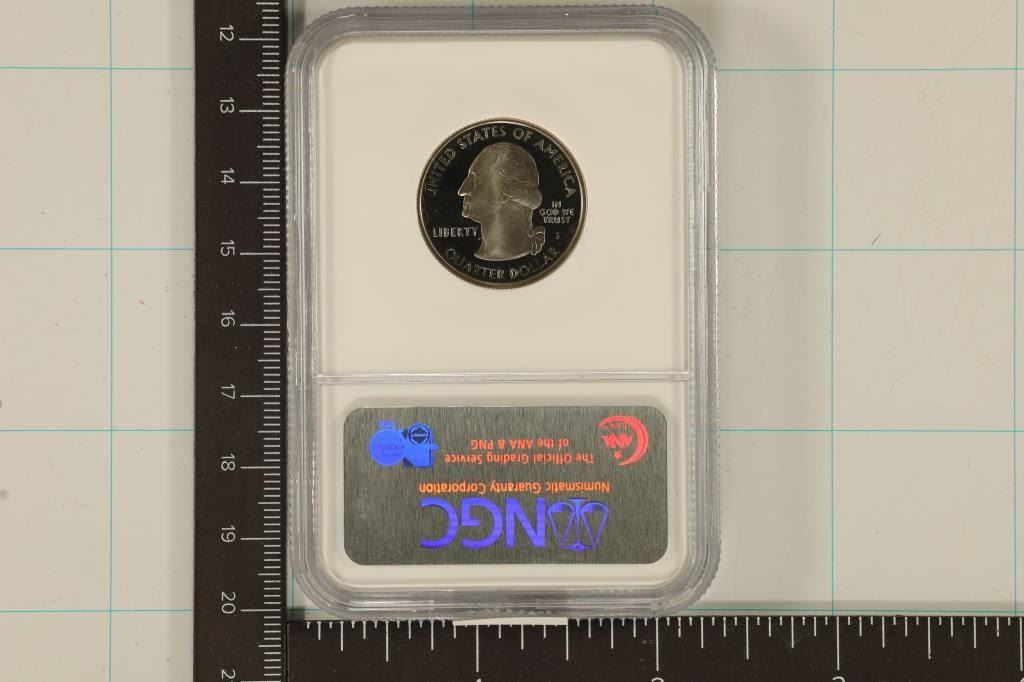 12
13
14
15
16
17
18
19
20
UNITED STATES OF AMERICA
LIBERTY
IN
GOD WE
TRUST
S
QUARTER DOLLAR
NGC
Numismatic Guaranty Corporation
The Official Grading Service
of the ANA & PNG
ANA
PNG